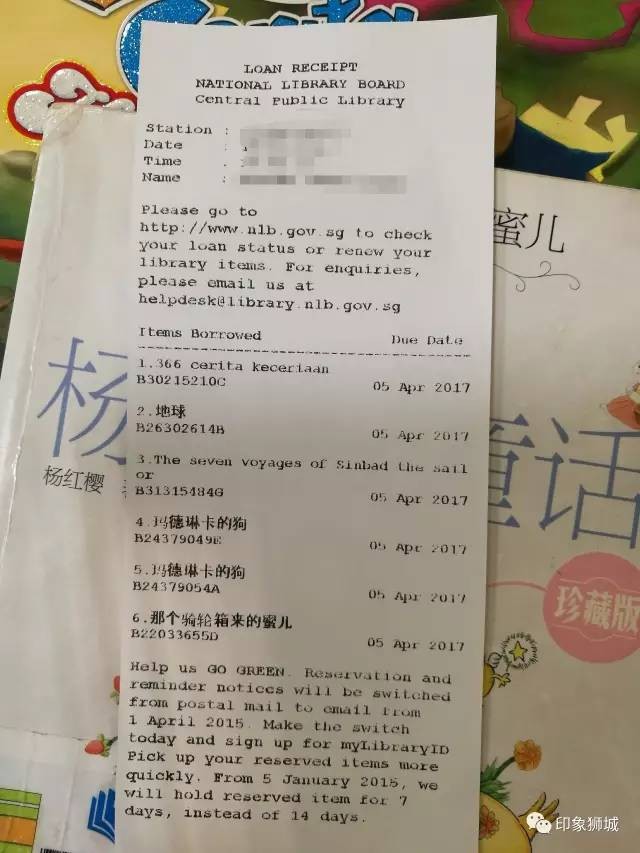 LOAN RECEIPT
NATIONAL LIBRARY BOARD
Central Public Library
Station :
Date :
Time :
Name :
Please go to
http://www.nlb.gov.sg to check
your loan status or renew your
library items. For enquiries,
please email us at
helpdesk@library.nlb.gov.sg
Items Borrowed Due Date
1.366 cerita keceriaan
B30215210C 05 Apr 2017
2.地球
B26302614B 05 Apr 2017
3.The seven voyages of Sinbad the sail
or
B31315484G 05 Apr 2017
4.玛德琳卡的狗
B24379049E 05 Apr 2017
5.玛德琳卡的狗
B24379054A 05 Apr 2017
6.那个骑轮箱来的蜜儿
B22033655D 05 Apr 2017
Help us GO GREEN. Reservation and
reminder notices will be switched
from postal mail to email from
1 April 2015. Make the switch
today and sign up for myLibraryID
Pick up your reserved items more
quickly. From 5 January 2015, we
will hold reserved item for 7
days, instead of 14 days.
蜜儿
杨
杨红樱
童话
珍藏版
印象狮城